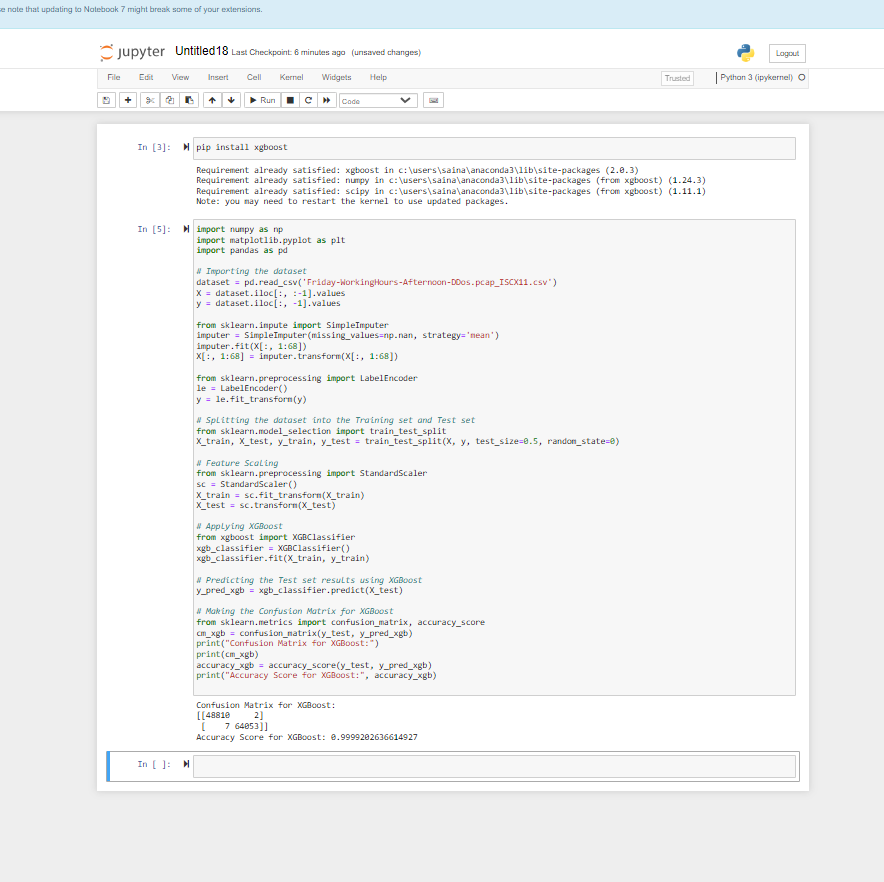 e note that updating to Notebook 7 might break some of your extensions.
jupyter Untitled18 Last Checkpoint: 6 minutes ago (unsaved changes)
Logout
File Edit View Insert Cell Kernel Widgets Help
Trusted
Python 3 (ipykernel)
Run
Code
In [3]: pip install xgboost
Requirement already satisfied: xgboost in c:\users\saina\anaconda3\lib\site-packages (2.0.3)
Requirement already satisfied: numpy in c:\users\saina\anaconda3\lib\site-packages (from xgboost) (1.24.3)
Requirement already satisfied: scipy in c:\users\saina\anaconda3\lib\site-packages (from xgboost) (1.11.1)
Note: you may need to restart the kernel to use updated packages.
In [5]: import numpy as np
import matplotlib.pyplot as plt
import pandas as pd
# Importing the dataset
dataset = pd.read_csv('Friday-WorkingHours-Afternoon-DDos.pcap_ISCX11.csv')
X = dataset.iloc[:, :-1].values
y = dataset.iloc[:, -1].values
from sklearn.impute import SimpleImputer
imputer = SimpleImputer(missing_values=np.nan, strategy='mean')
imputer.fit(X[:, 1:68])
X[:, 1:68] = imputer.transform(X[:, 1:68])
from sklearn.preprocessing import LabelEncoder
le = LabelEncoder()
y = le.fit_transform(y)
# Splitting the dataset into the Training set and Test set
from sklearn.model_selection import train_test_split
X_train, X_test, y_train, y_test = train_test_split(X, y, test_size=0.5, random_state=0)
# Feature Scaling
from sklearn.preprocessing import StandardScaler
sc = StandardScaler()
X_train = sc.fit_transform(X_train)
X_test = sc.transform(X_test)
# Applying XGBoost
from xgboost import XGBClassifier
xgb_classifier = XGBClassifier()
xgb_classifier.fit(X_train, y_train)
# Predicting the Test set results using XGBoost
y_pred_xgb = xgb_classifier.predict(X_test)
# Making the Confusion Matrix for XGBoost
from sklearn.metrics import confusion_matrix, accuracy_score
cm_xgb = confusion_matrix(y_test, y_pred_xgb)
print("Confusion Matrix for XGBoost:")
print(cm_xgb)
accuracy_xgb = accuracy_score(y_test, y_pred_xgb)
print("Accuracy Score for XGBoost:", accuracy_xgb)
Confusion Matrix for XGBoost:
[[48810     2]
 [    7 64053]]
Accuracy Score for XGBoost: 0.9999202636614927
In [ ]: